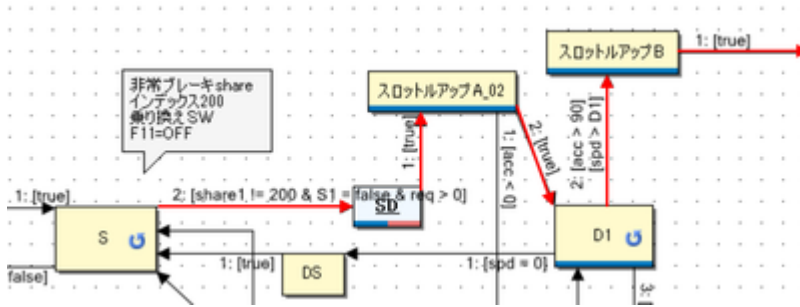 スロットルアップB
1: [true]
非常ブレーキshare
インデックス200
乗り換えSW
F11=OFF
スロットルアップA_02
1: [true]
1: [acc < 0]
2: [true]
2: [acc > 90]
[spd > D1]
1: [true]
2: [share1 != 200 & S1 = false & req > 0]
SD
S
D1
false]
1: [true]
DS
1: [spd = 0]
3: [